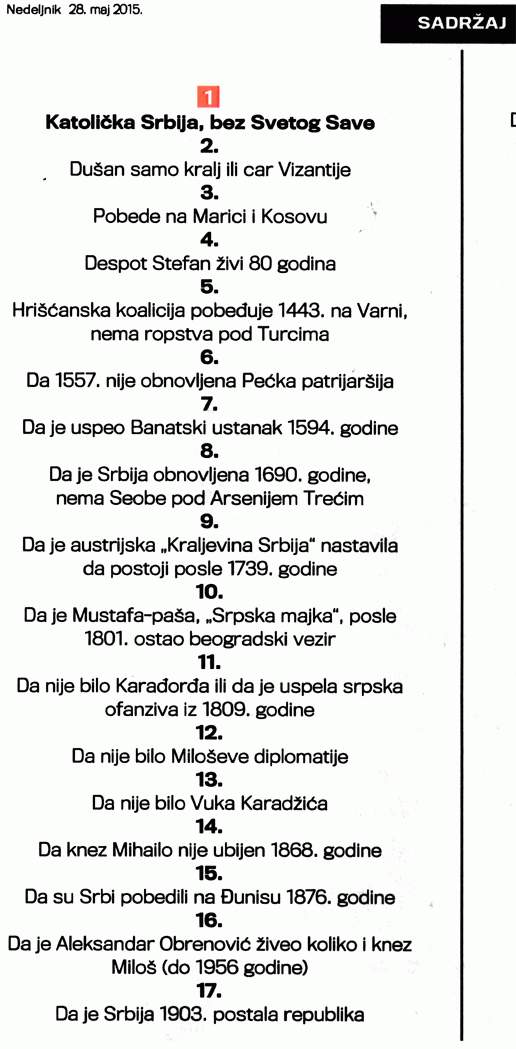 Nedeljnik 28. maj 2015.
SADRŽAJ
1
Katolička Srbija, bez Svetog Save
2.
Dušan samo kralj ili car Vizantije
3.
Pobede na Marici i Kosovu
4.
Despot Stefan živi 80 godina
5.
Hrišćanska koalicija pobeđuje 1443. na Varni,
nema ropstva pod Turcima
6.
Da 1557. nije obnovljena Pećka patrijaršija
7.
Da je uspeo Banatski ustanak 1594. godine
8.
Da je Srbija obnovljena 1690. godine,
nema Seobe pod Arsenijem Trećim
9.
Da je austrijska „Kraljevina Srbija“ nastavila
da postoji posle 1739. godine
10.
Da je Mustafa-paša, „Srpska majka“, posle
1801. ostao beogradski vezir
11.
Da nije bilo Karađorđa ili da je uspela srpska
ofanziva iz 1809. godine
12.
Da nije bilo Miloševe diplomatije
13.
Da nije bilo Vuka Karadžića
14.
Da knez Mihailo nije ubijen 1868. godine
15.
Da su Srbi pobedili na Đunisu 1876. godine
16.
Da je Aleksandar Obrenović živeo koliko i knez
Miloš (do 1956 godine)
17.
Da je Srbija 1903. postala republika